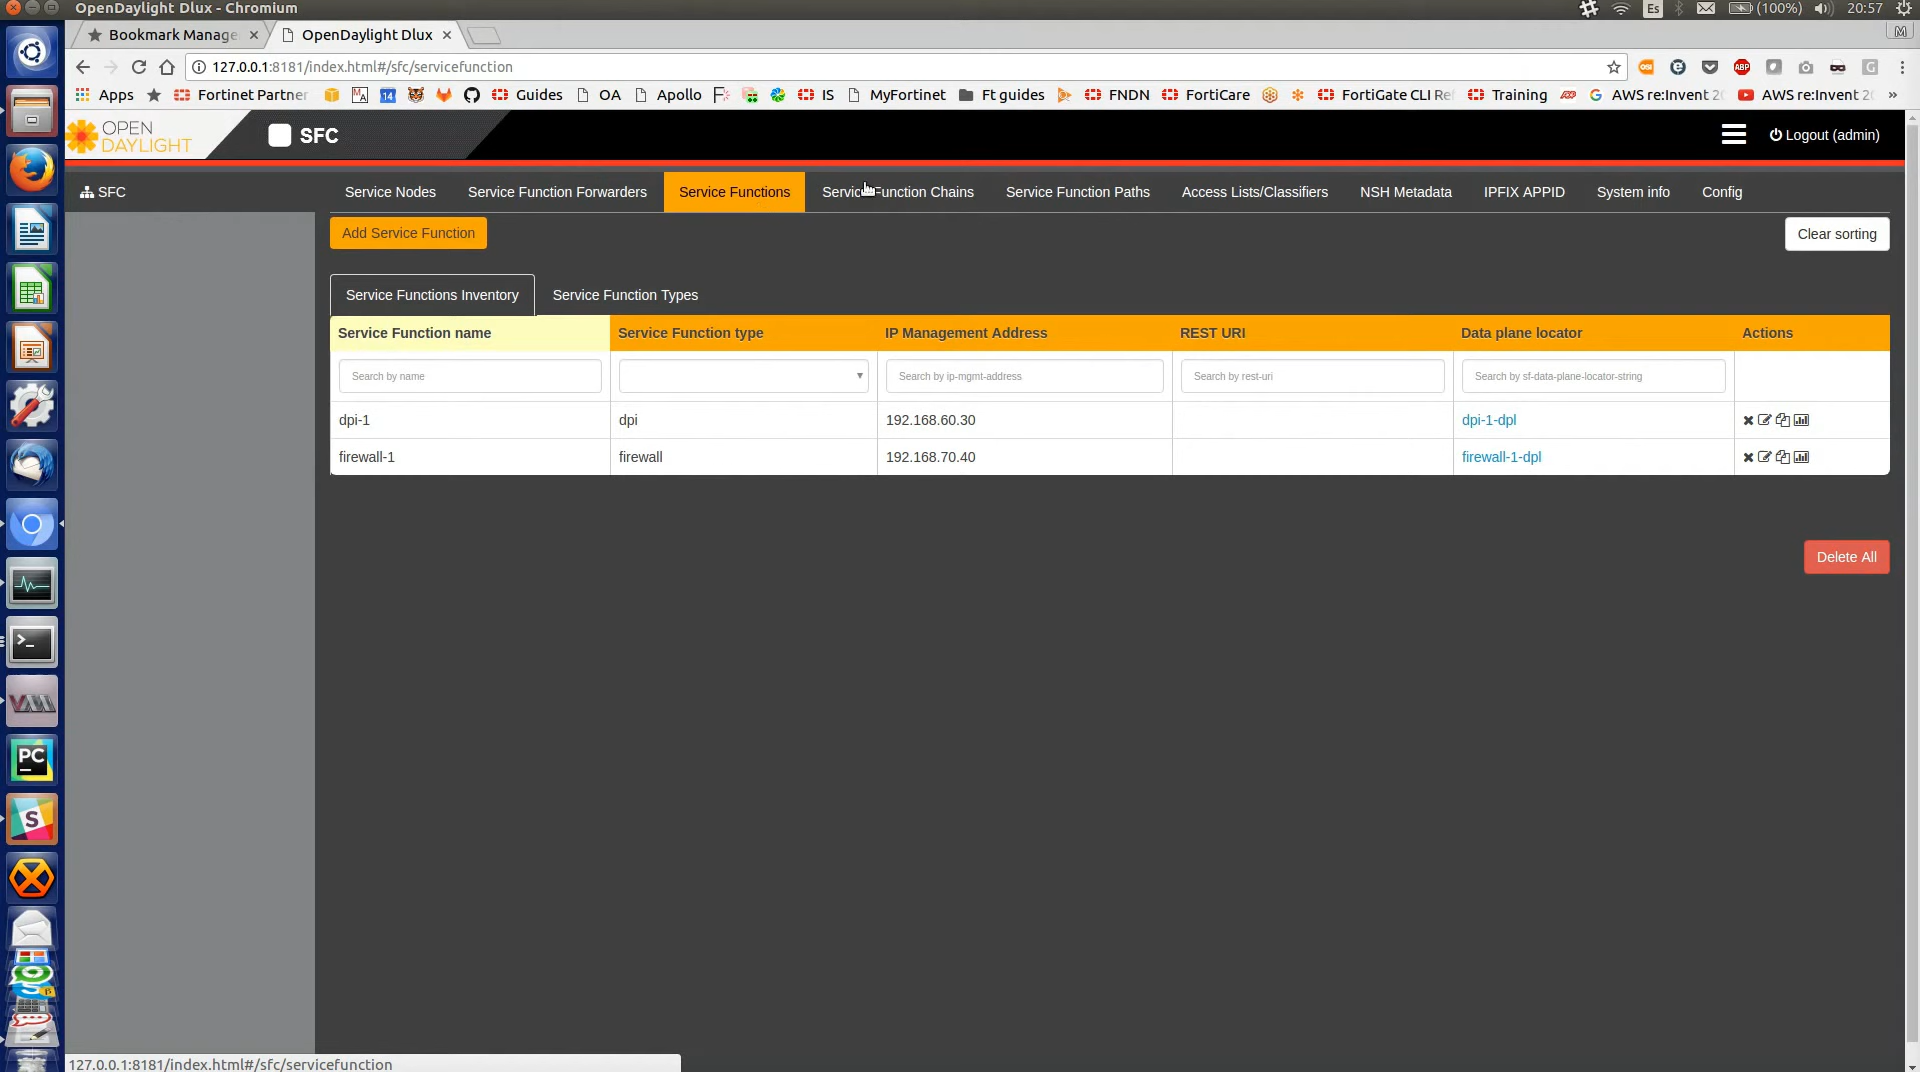 OpenDaylight Dlux - Chromium
Es (100%) 20:57
Bookmark Manage × OpenDaylight Dlux × M
127.0.0.1:8181/index.html#/sfc/servicefunction
Apps Fortinet Partner 14 Guides OA Apollo IS MyFortinet Ft guides FNDN FortiCare FortiGate CLI Re Training AWS re:Invent 2 AWS re:Invent 2 »
OPEN
DAYLIGHT
SFC
Logout (admin)
SFC
Service Nodes Service Function Forwarders Service Functions Service Function Chains Service Function Paths Access Lists/Classifiers NSH Metadata IPFIX APPID System info Config
Add Service Function
Clear sorting
Service Functions Inventory Service Function Types
Service Function name Service Function type IP Management Address REST URI Data plane locator Actions
Search by name Search by ip-mgmt-address Search by rest-uri Search by sf-data-plane-locator-string
dpi-1 dpi 192.168.60.30 dpi-1-dpl
firewall-1 firewall 192.168.70.40 firewall-1-dpl
Delete All
PC
S
127.0.0.1:8181/index.html#/sfc/servicefunction